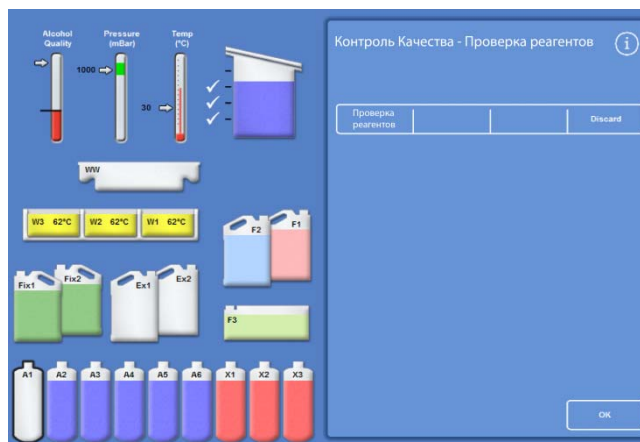 Alcohol
Quality
Pressure
(mBar)
Temp
(°C)
1000
30
WW
W3 62°C
W2 62°C
W1 62°C
F2
F1
Fix1
Fix2
Ex1
Ex2
F3
A1
A2
A3
A4
A5
A6
X1
X2
X3
Контроль Качества - Проверка реагентов
i
Проверка
реагентов
Discard
OK